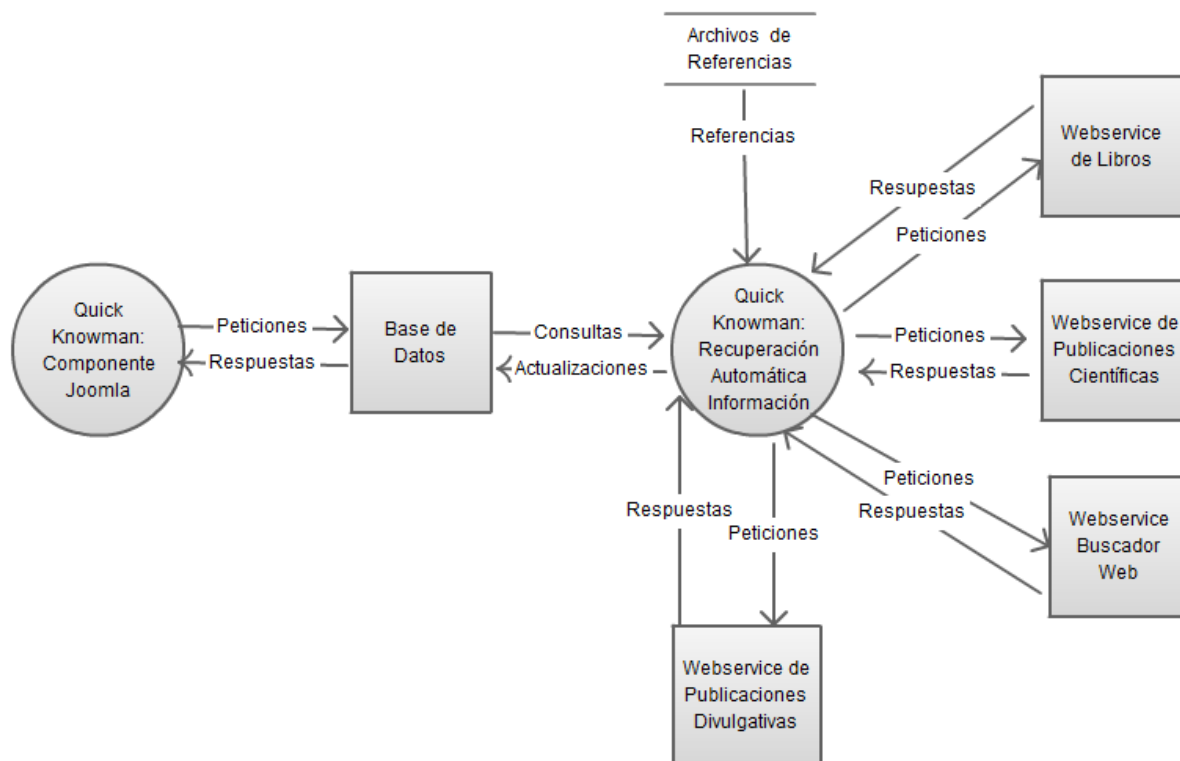 Archivos de
Referencias
Referencias
Webservice
de Libros
Resupestas
Peticiones
Quick
Knowman:
Componente
Joomla
Peticiones
Respuestas
Base de
Datos
Consultas
Actualizaciones
Quick
Knowman:
Recuperación
Automática
Información
Peticiones
Respuestas
Webservice de
Publicaciones
Científicas
Peticiones
Respuestas
Webservice
Buscador
Web
Respuestas
Peticiones
Webservice de
Publicaciones
Divulgativas